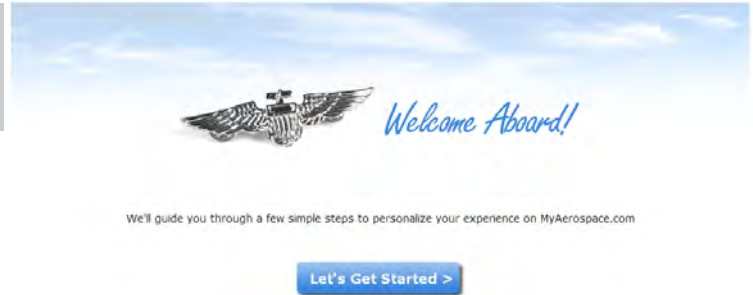 Welcome Aboard!
We'll guide you through a few simple steps to personalize your experience on MyAerospace.com
Let's Get Started >